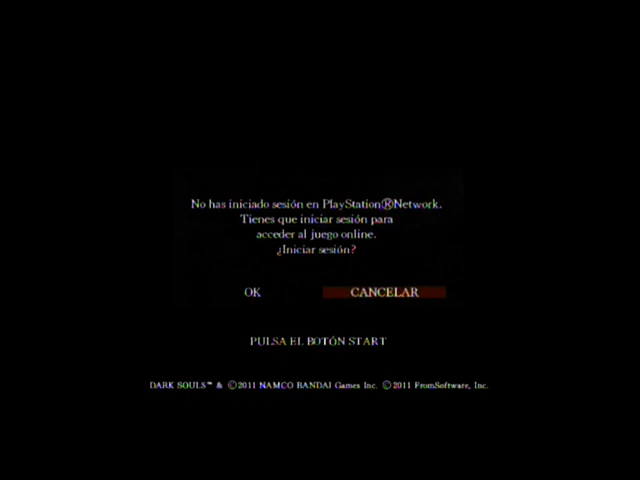 No has iniciado sesión en PlayStation®Network.
Tienes que iniciar sesión para
acceder al juego online.
¿Iniciar sesión?
OK CANCELAR
PULSA EL BOTÓN START
DARK SOULS™ & ©2011 NAMCO BANDAI Games Inc. ©2011 FromSoftware, Inc.